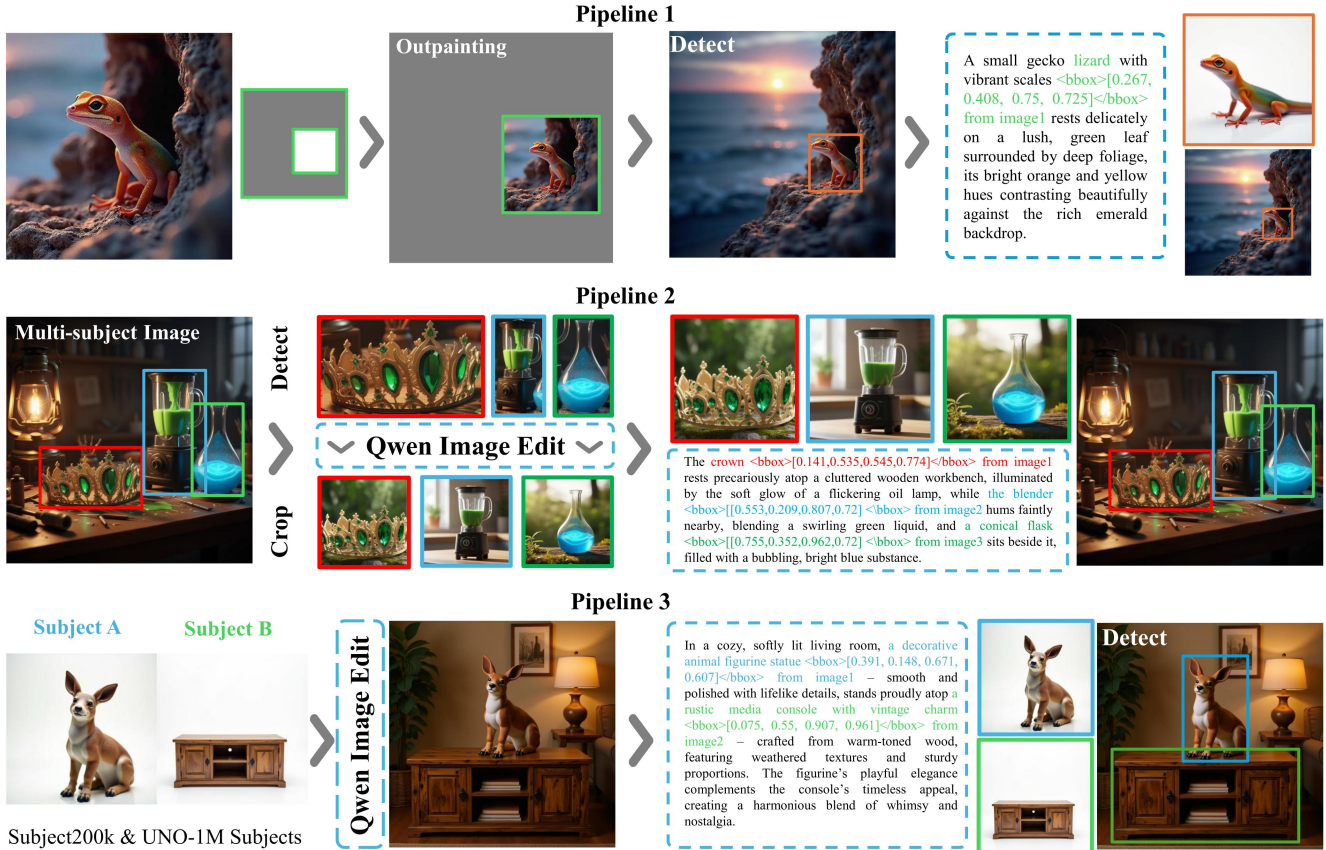 Pipeline 1
Outpainting
Detect
A small gecko lizard with
vibrant scales <bbox>[0.267,
0.408, 0.75, 0.725]</bbox>
from image1 rests delicately
on a lush, green leaf
surrounded by deep foliage,
its bright orange and yellow
hues contrasting beautifully
against the rich emerald
backdrop.
Pipeline 2
Multi-subject Image
Detect
Qwen Image Edit
Crop
The crown <bbox>[0.141,0.535,0.545,0.774]</bbox> from image1
rests precariously atop a cluttered wooden workbench, illuminated
by the soft glow of a flickering oil lamp, while the blender
<bbox>[[0.553,0.209,0.807,0.72] <\bbox> from image2 hums faintly
nearby, blending a swirling green liquid, and a conical flask
<bbox>[[0.755,0.352,0.962,0.72] <\bbox> from image3 sits beside it,
filled with a bubbling, bright blue substance.
Pipeline 3
Subject A
Subject B
Subject200k & UNO-1M Subjects
Qwen Image Edit
In a cozy, softly lit living room, a decorative
animal figurine statue <bbox>[0.391, 0.148, 0.671,
0.607]</bbox> from image1 – smooth and
polished with lifelike details, stands proudly atop a
rustic media console with vintage charm
<bbox>[0.075, 0.55, 0.907, 0.961]</bbox> from
image2 – crafted from warm-toned wood,
featuring weathered textures and sturdy
proportions. The figurine’s playful elegance
complements the console’s timeless appeal,
creating a harmonious blend of whimsy and
nostalgia.
Detect